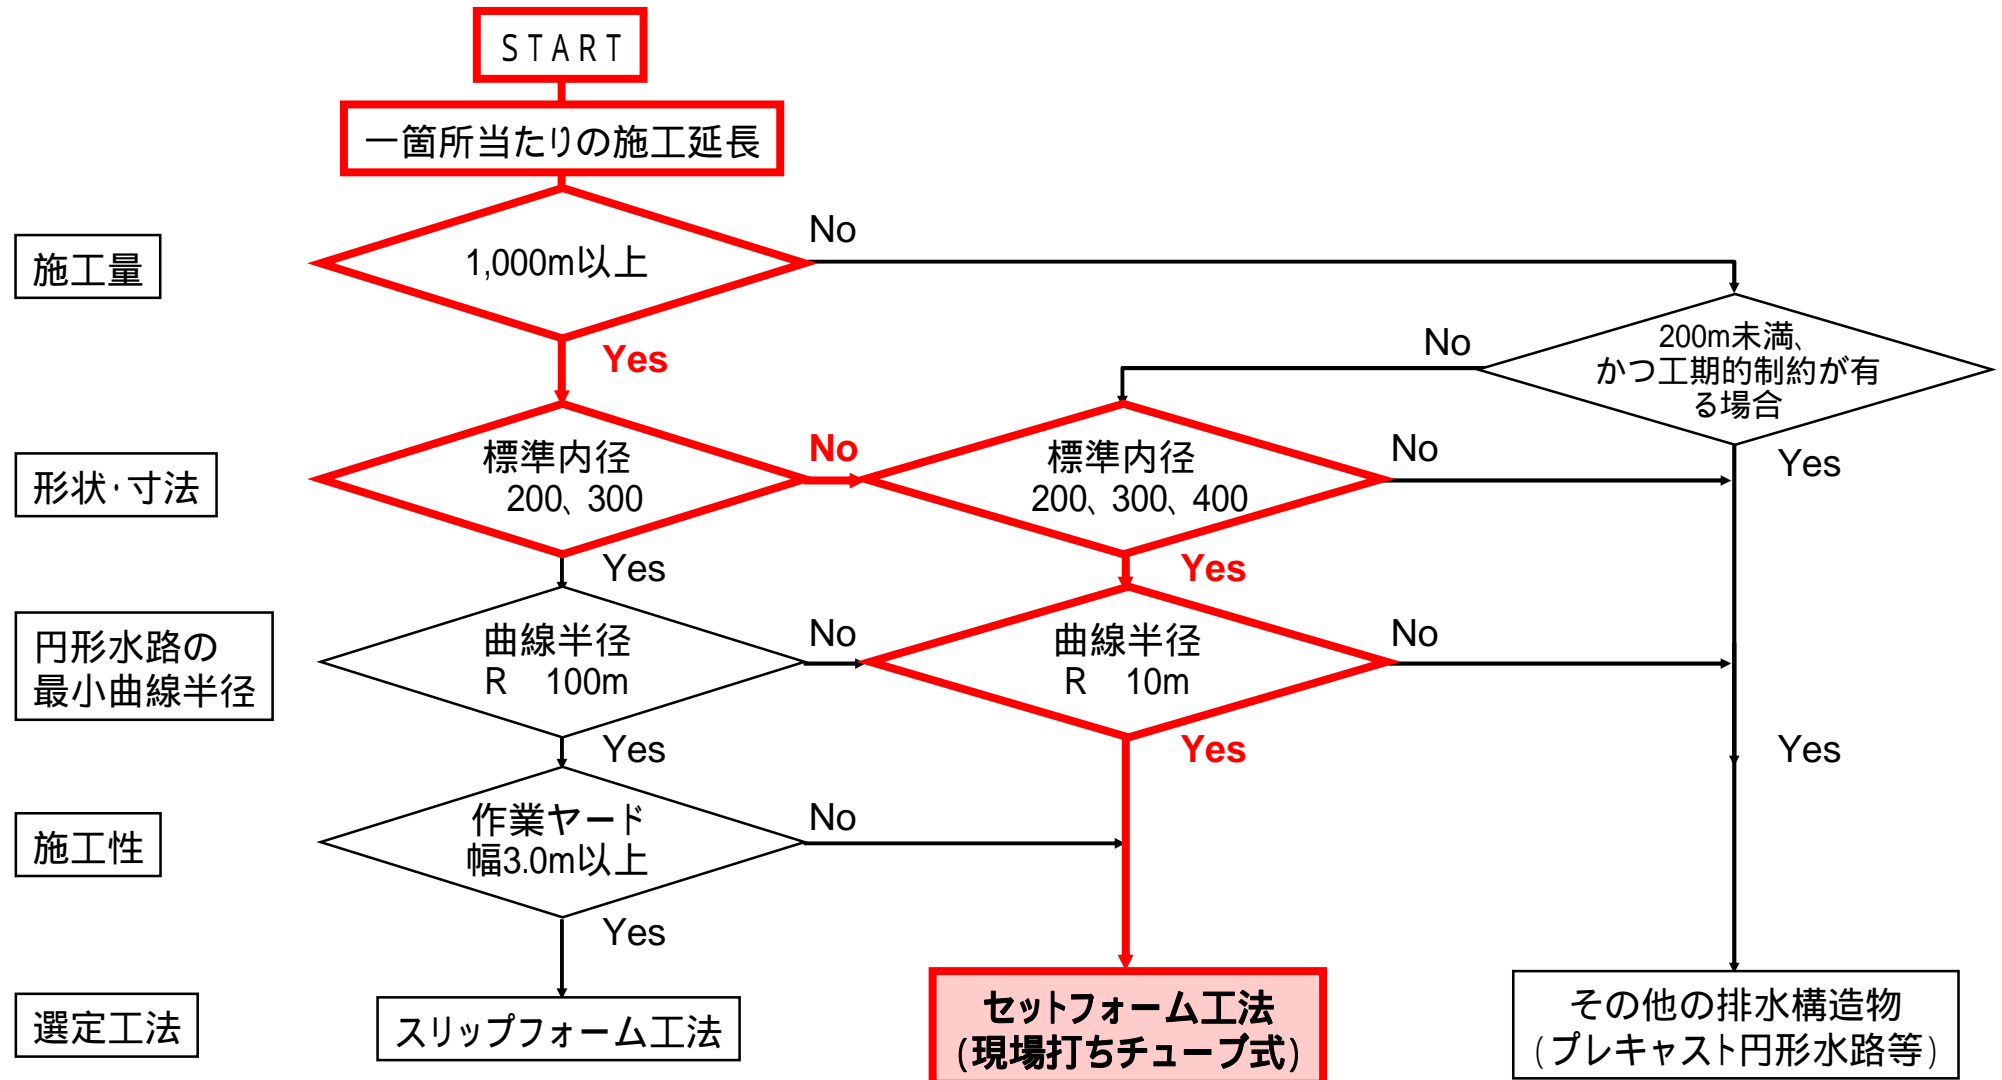 START
一箇所当たりの施工延長
施工量
1,000m以上
No
Yes
200m未満、
かつ工期的制約が有
る場合
No
Yes
形状・寸法
標準内径
200、300
No
Yes
標準内径
200、300、400
No
Yes
円形水路の
最小曲線半径
曲線半径
R 100m
No
Yes
曲線半径
R 10m
No
Yes
Yes
施工性
作業ヤード
幅3.0m以上
No
Yes
選定工法
スリップフォーム工法
セットフォーム工法
(現場打ちチューブ式)
その他の排水構造物
(プレキャスト円形水路等)